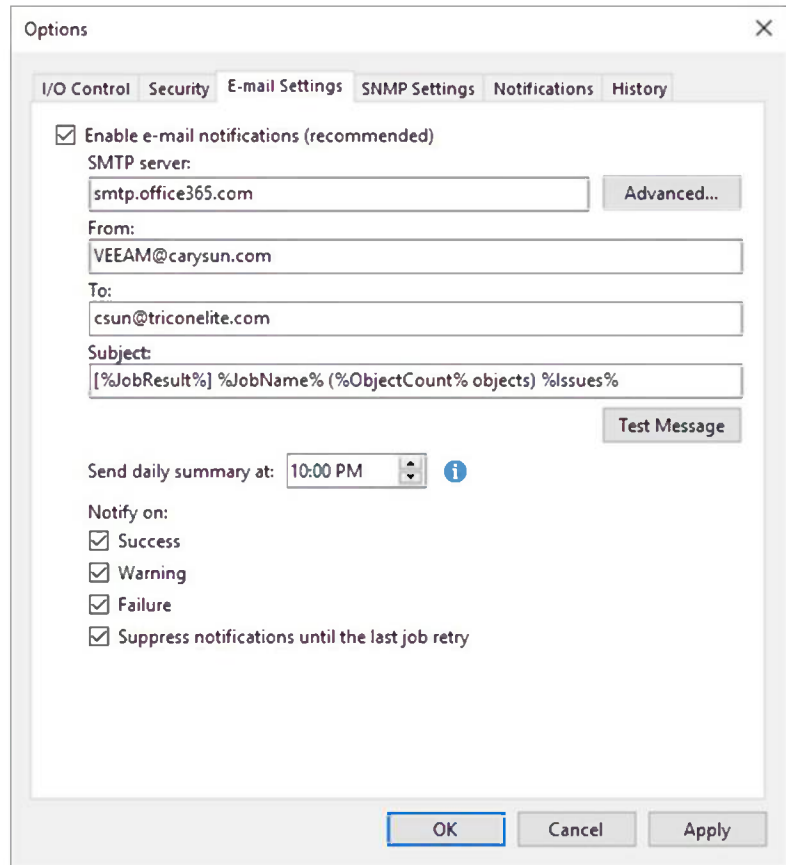 Options
I/O Control Security E-mail Settings SNMP Settings Notifications History
Enable e-mail notifications (recommended)
SMTP server:
smtp.office365.com Advanced...
From:
VEEAM@carysun.com
To:
csun@triconelite.com
Subject:
[%JobResult%] %JobName% (%ObjectCount% objects) %Issues%
Test Message
Send daily summary at: 10:00 PM
Notify on:
Success
Warning
Failure
Suppress notifications until the last job retry
OK Cancel Apply